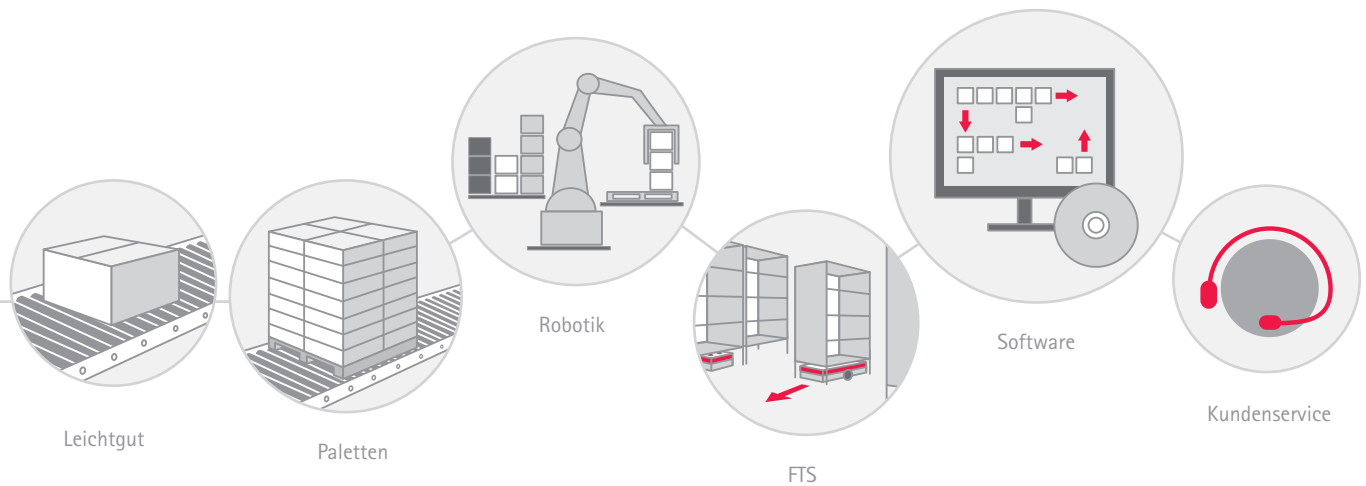 Leichtgut
Paletten
Robotik
FTS
Software
Kundenservice